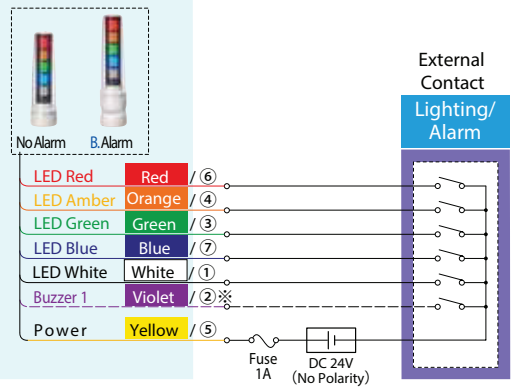 No Alarm B.Alarm
External
Contact
Lighting/
Alarm
LED Red Red / ⑥
LED Amber Orange / ④
LED Green Green / ③
LED Blue Blue / ⑦
LED White White / ①
Buzzer 1 Violet / ②※
Power Yellow / ⑤
Fuse
1A
DC 24V
(No Polarity)